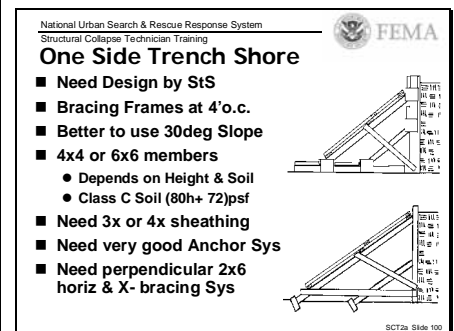 National Urban Search & Rescue Response System
Structural Collapse Technician Training
FEMA
One Side Trench Shore
Need Design by StS
Bracing Frames at 4'o.c.
Better to use 30deg Slope
4x4 or 6x6 members
Depends on Height & Soil
Class C Soil (80h+ 72)psf
Need 3x or 4x sheathing
Need very good Anchor Sys
Need perpendicular 2x6
horiz & X- bracing Sys
SCT2a Slide 100